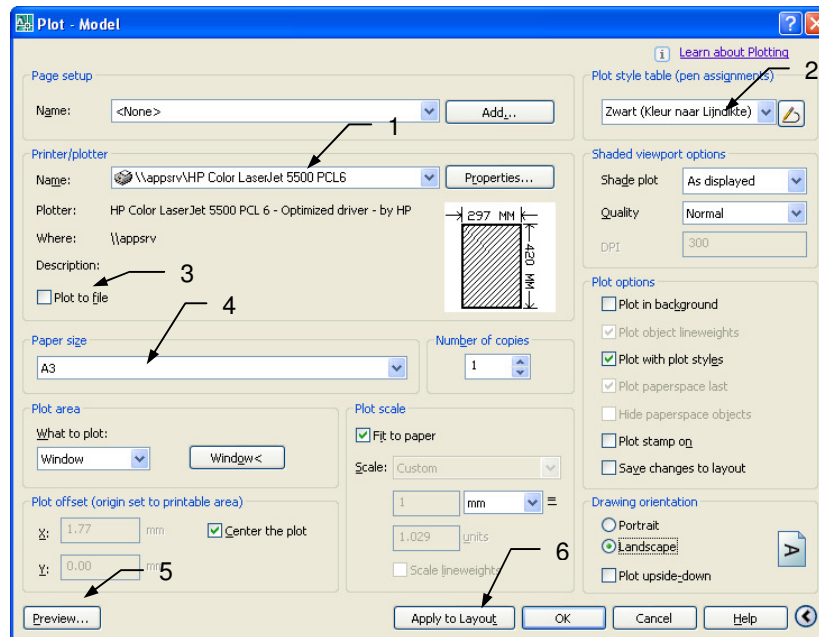 Plot - Model
Learn about Plotting
Page setup
Name: <None> Add...
Plot style table (pen assignments) 2
Zwart (Kleur naar Lijndikte)
1
Printer/plotter
Name: \\appsrv\HP Color LaserJet 5500 PCL6 Properties...
Plotter: HP Color LaserJet 5500 PCL 6 - Optimized driver - by HP
Where: \\appsrv
Description:
3
Plot to file
297 MM
420 MM
Shaded viewport options
Shade plot As displayed
Quality Normal
DPI 300
4
Paper size
A3
Number of copies
1
Plot options
Plot in background
Plot object lineweights
Plot with plot styles
Plot paperspace last
Hide paperspace objects
Plot stamp on
Save changes to layout
Plot area
What to plot:
Window Window<
Plot scale
Fit to paper
Scale: Custom
1 mm =
1.029 units
Scale lineweights
Plot offset (origin set to printable area)
X: 1.77 mm Center the plot
Y: 0.00 mm
5
6
Drawing orientation
Portrait
Landscape
A
Plot upside-down
Preview... Apply to Layout OK Cancel Help